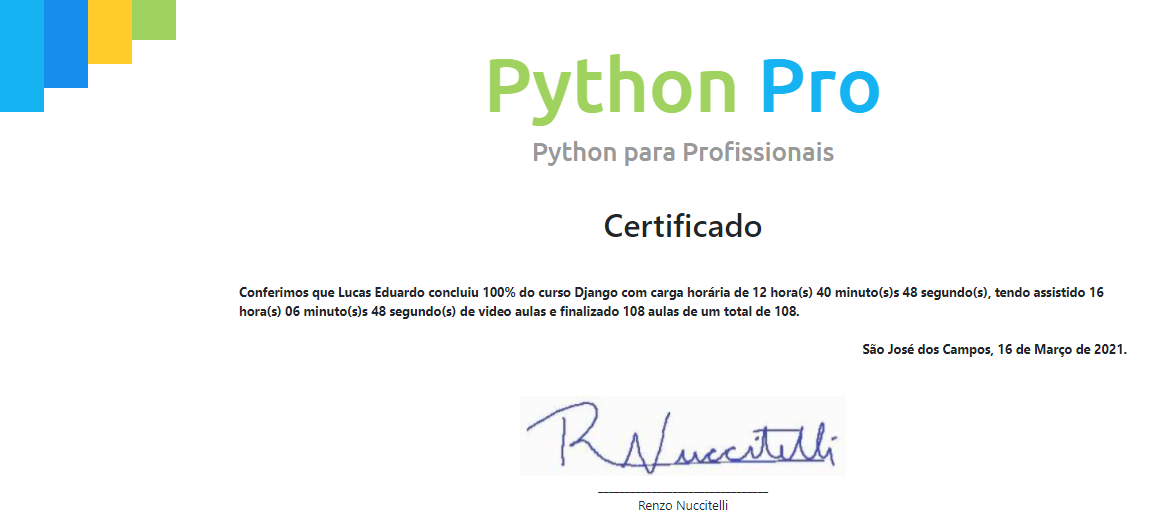 Python Pro
Python para Profissionais
Certificado
Conferimos que Lucas Eduardo concluiu 100% do curso Django com carga horária de 12 hora(s) 40 minuto(s)s 48 segundo(s), tendo assistido 16
hora(s) 06 minuto(s)s 48 segundo(s) de video aulas e finalizado 108 aulas de um total de 108.
São José dos Campos, 16 de Março de 2021.
R Nuccitelli
Renzo Nuccitelli